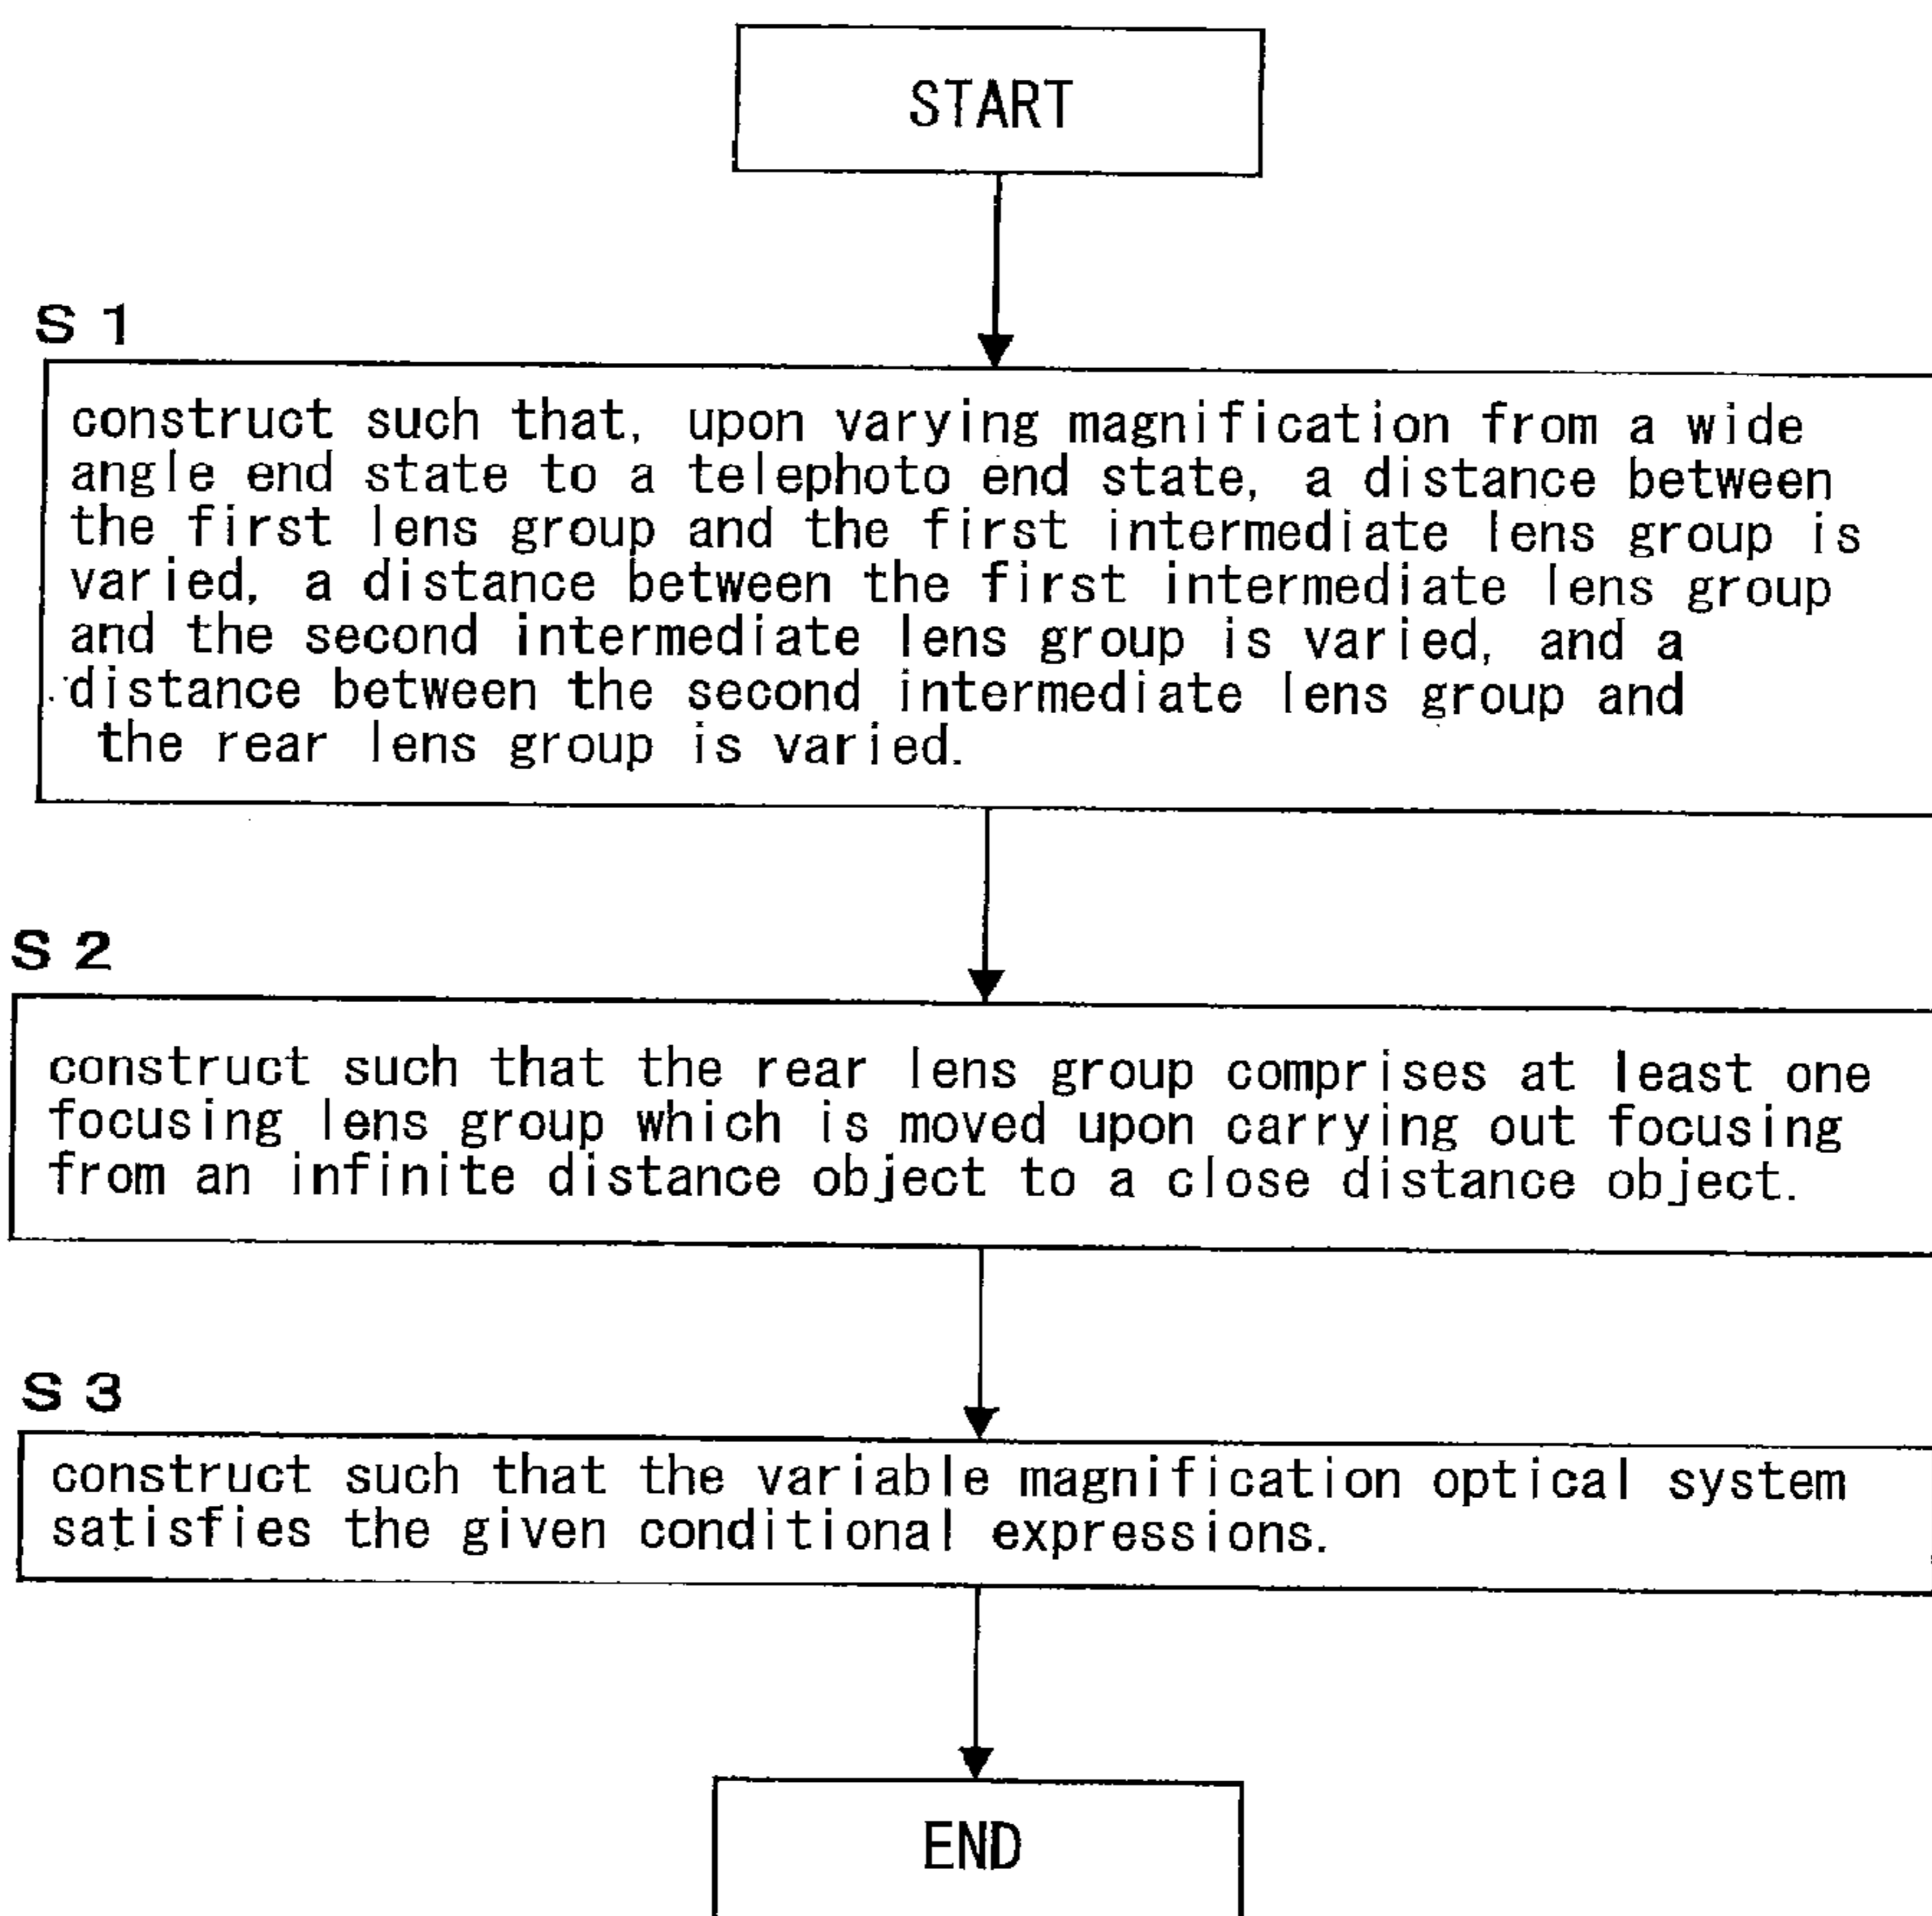 START
S 1
construct such that, upon varying magnification from a wide
angle end state to a telephoto end state, a distance between
the first lens group and the first intermediate lens group is
varied, a distance between the first intermediate lens group
and the second intermediate lens group is varied, and a
distance between the second intermediate lens group and
the rear lens group is varied.
S 2
construct such that the rear lens group comprises at least one
focusing lens group which is moved upon carrying out focusing
from an infinite distance object to a close distance object.
S 3
construct such that the variable magnification optical system
satisfies the given conditional expressions.
END